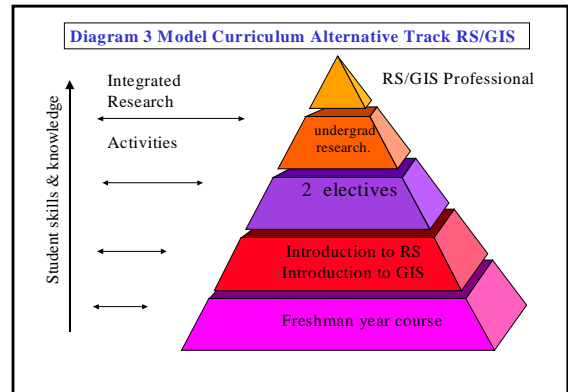 Diagram 3 Model Curriculum Alternative Track RS/GIS
Integrated
Research
Activities
RS/GIS Professional
undergrad
research.
2 electives
Introduction to RS
Introduction to GIS
Freshman year course
Student skills & knowledge